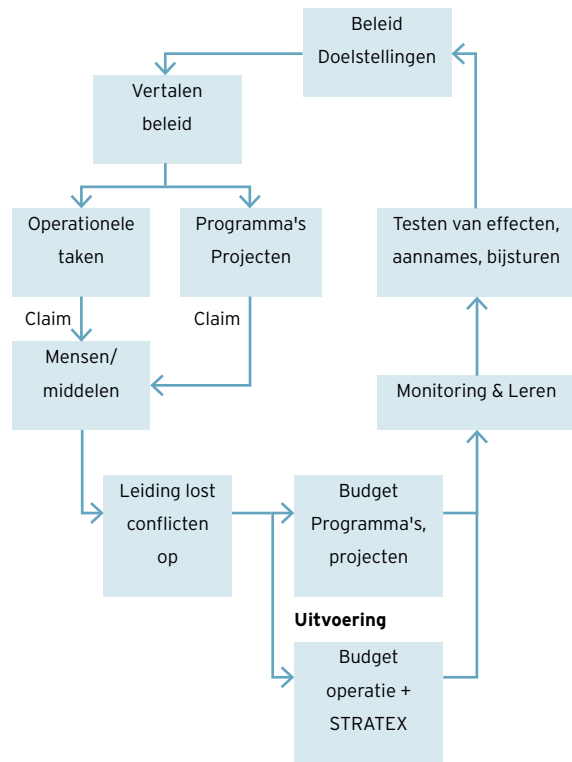 Beleid
Doelstellingen
Vertalen
beleid
Operationele
taken
Programma's
Projecten
Testen van effecten,
aannames, bijsturen
Claim
Claim
Mensen/
middelen
Monitoring & Leren
Leiding lost
conflicten
op
Budget
Programma's,
projecten
Uitvoering
Budget
operatie +
STRATEX